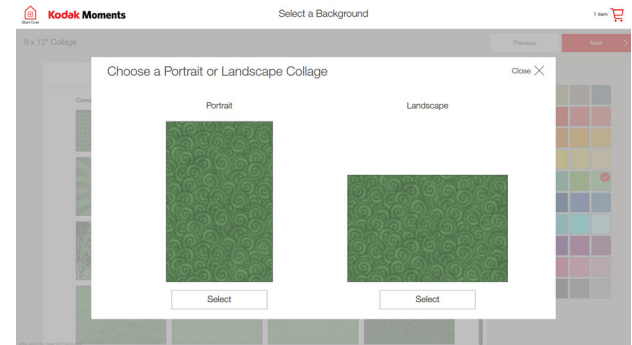 Kodak Moments
Select a Background
1 item
Start Over
8 x 12" Collage
Previous
Next
Choose a Portrait or Landscape Collage
Close
Portrait
Landscape
Select
Select